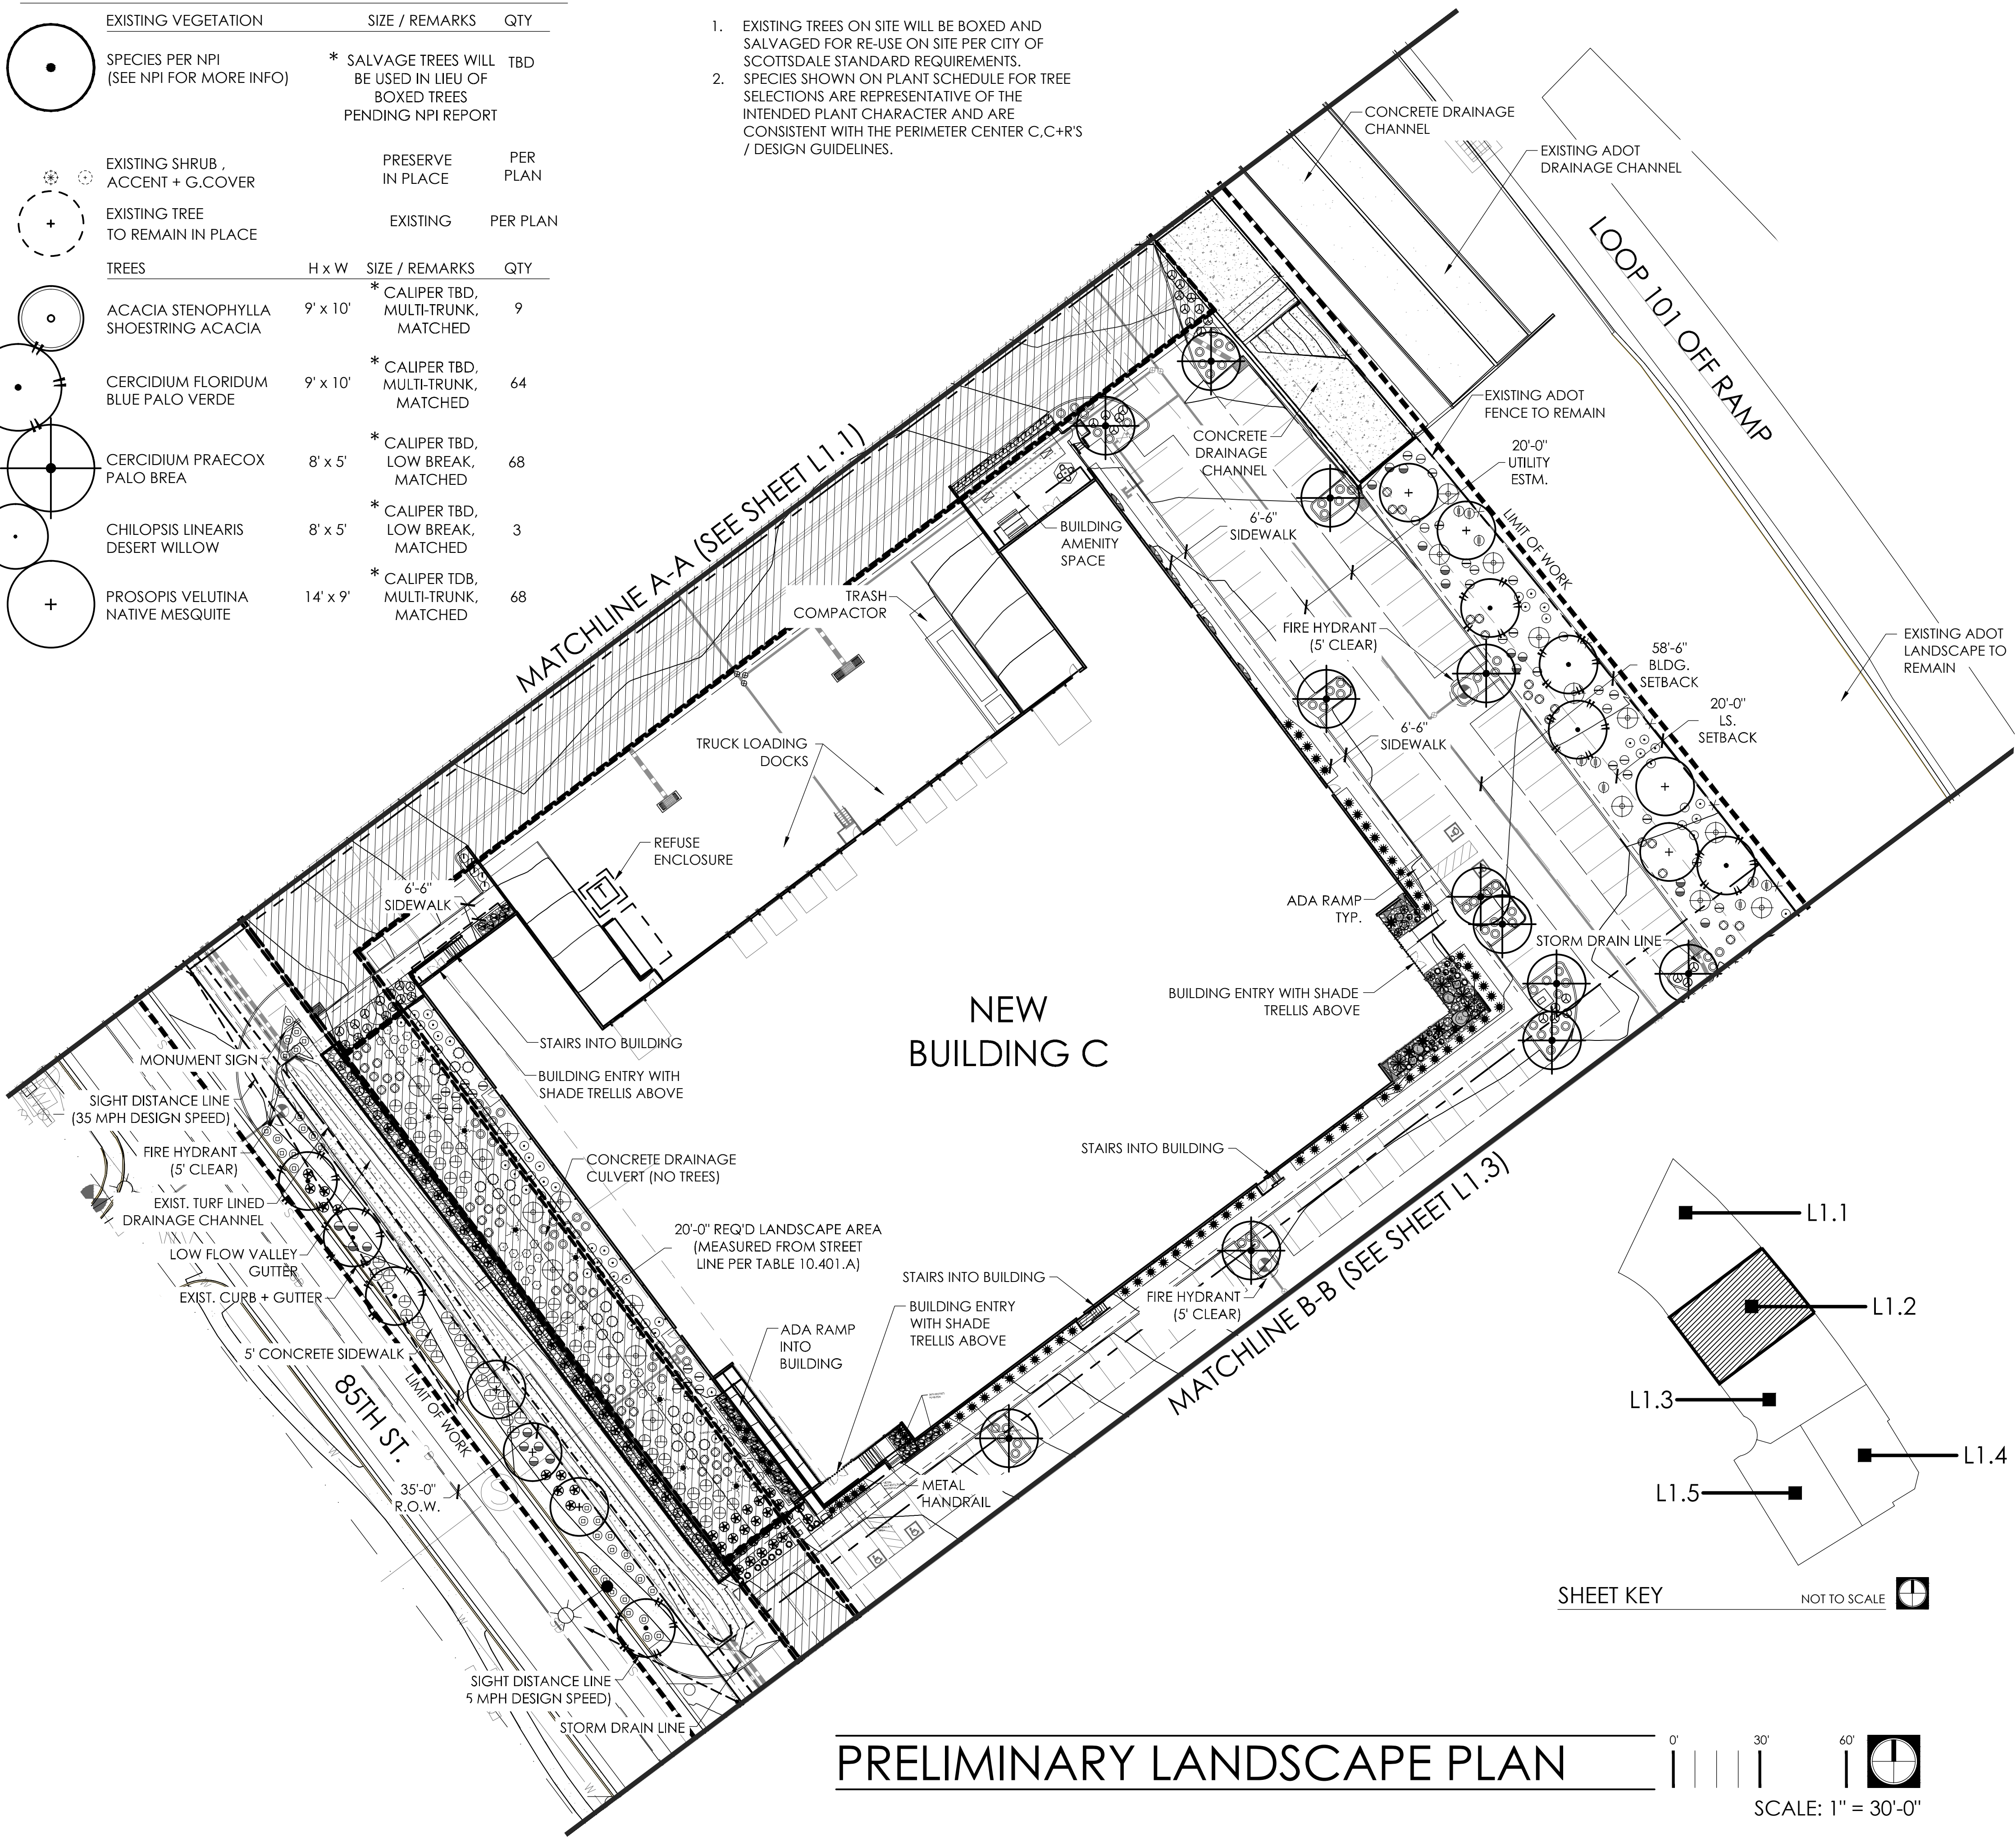 EXISTING VEGETATION SIZE / REMARKS QTY
SPECIES PER NPI
(SEE NPI FOR MORE INFO)
* SALVAGE TREES WILL
BE USED IN LIEU OF
BOXED TREES
PENDING NPI REPORT
TBD
EXISTING SHRUB ,
ACCENT + G.COVER
PRESERVE
IN PLACE
PER
PLAN
EXISTING TREE
TO REMAIN IN PLACE
EXISTING
PER PLAN
TREES H x W SIZE / REMARKS QTY
ACACIA STENOPHYLLA
SHOESTRING ACACIA
9' x 10'
* CALIPER TBD,
MULTI-TRUNK,
MATCHED
9
CERCIDIUM FLORIDUM
BLUE PALO VERDE
9' x 10'
* CALIPER TBD,
MULTI-TRUNK,
MATCHED
64
CERCIDIUM PRAECOX
PALO BREA
8' x 5'
* CALIPER TBD,
LOW BREAK,
MATCHED
68
CHILOPSIS LINEARIS
DESERT WILLOW
8' x 5'
* CALIPER TBD,
LOW BREAK,
MATCHED
3
PROSOPIS VELUTINA
NATIVE MESQUITE
14' x 9'
* CALIPER TDB,
MULTI-TRUNK,
MATCHED
68
1. EXISTING TREES ON SITE WILL BE BOXED AND
SALVAGED FOR RE-USE ON SITE PER CITY OF
SCOTTSDALE STANDARD REQUIREMENTS.
2. SPECIES SHOWN ON PLANT SCHEDULE FOR TREE
SELECTIONS ARE REPRESENTATIVE OF THE
INTENDED PLANT CHARACTER AND ARE
CONSISTENT WITH THE PERIMETER CENTER C,C+R'S
/ DESIGN GUIDELINES.
CONCRETE DRAINAGE
CHANNEL
EXISTING ADOT
DRAINAGE CHANNEL
LOOP 101 OFF RAMP
EXISTING ADOT
FENCE TO REMAIN
20'-0"
UTILITY
ESTM.
LIMIT OF WORK
CONCRETE
DRAINAGE
CHANNEL
6'-6"
SIDEWALK
BUILDING
AMENITY
SPACE
MATCHLINE A-A (SEE SHEET L1.1)
TRASH
COMPACTOR
FIRE HYDRANT
(5' CLEAR)
58'-6"
BLDG.
SETBACK
EXISTING ADOT
LANDSCAPE TO
REMAIN
20'-0"
LS.
SETBACK
6'-6"
SIDEWALK
TRUCK LOADING
DOCKS
REFUSE
ENCLOSURE
6'-6"
SIDEWALK
ADA RAMP
TYP.
STORM DRAIN LINE
BUILDING ENTRY WITH SHADE
TRELLIS ABOVE
NEW
BUILDING C
STAIRS INTO BUILDING
BUILDING ENTRY WITH
SHADE TRELLIS ABOVE
MONUMENT SIGN
SIGHT DISTANCE LINE
(35 MPH DESIGN SPEED)
FIRE HYDRANT
(5' CLEAR)
EXIST. TURF LINED
DRAINAGE CHANNEL
LOW FLOW VALLEY
GUTTER
EXIST. CURB + GUTTER
5' CONCRETE SIDEWALK
85TH ST.
LIMIT OF WORK
35'-0"
R.O.W.
CONCRETE DRAINAGE
CULVERT (NO TREES)
20'-0" REQ'D LANDSCAPE AREA
(MEASURED FROM STREET
LINE PER TABLE 10.401.A)
STAIRS INTO BUILDING
STAIRS INTO BUILDING
BUILDING ENTRY
WITH SHADE
TRELLIS ABOVE
ADA RAMP
INTO
BUILDING
FIRE HYDRANT
(5' CLEAR)
MATCHLINE B-B (SEE SHEET L1.3)
METAL
HANDRAIL
SIGHT DISTANCE LINE
5 MPH DESIGN SPEED)
STORM DRAIN LINE
L1.1
L1.2
L1.3
L1.4
L1.5
SHEET KEY NOT TO SCALE
PRELIMINARY LANDSCAPE PLAN
0' 30' 60'
SCALE: 1" = 30'-0"